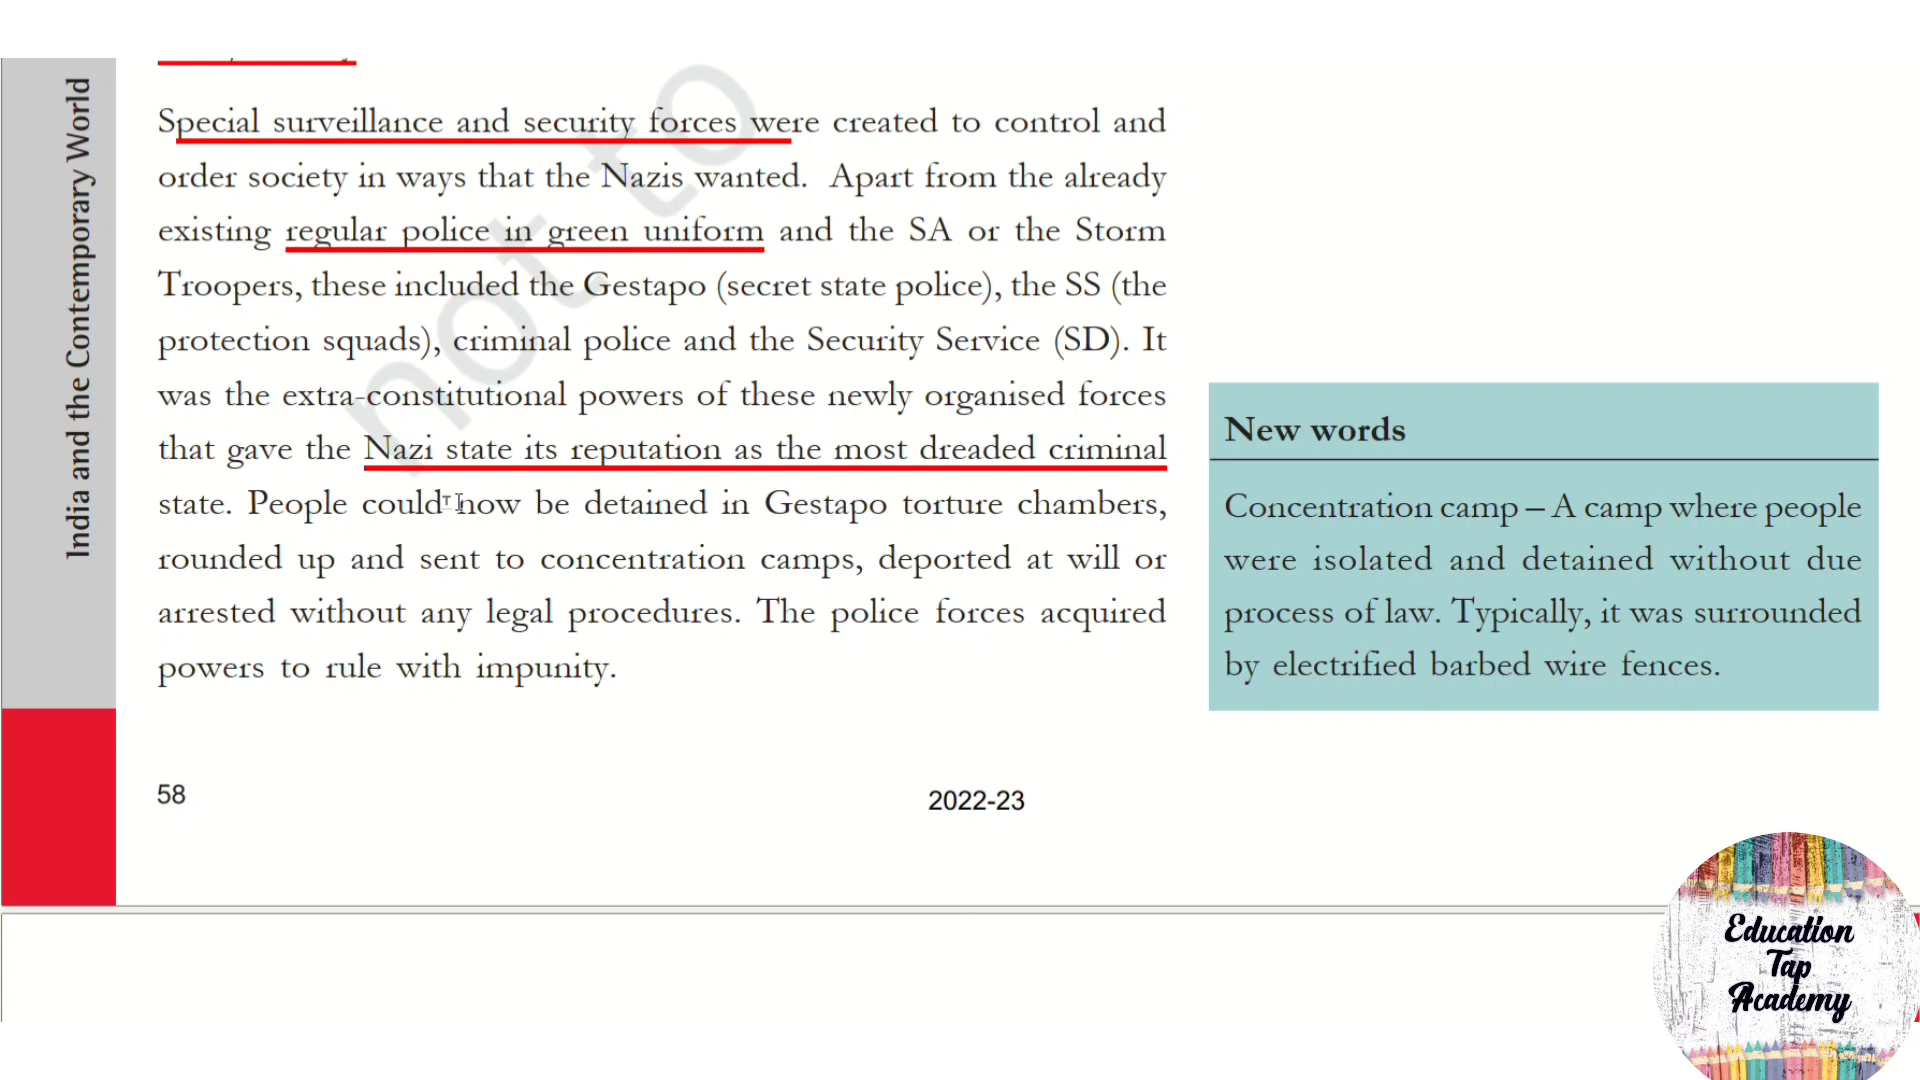 India and the Contemporary World
Special surveillance and security forces were created to control and
order society in ways that the Nazis wanted. Apart from the already
existing regular police in green uniform and the SA or the Storm
Troopers, these included the Gestapo (secret state police), the SS (the
protection squads), criminal police and the Security Service (SD). It
was the extra-constitutional powers of these newly organised forces
that gave the Nazi state its reputation as the most dreaded criminal
state. People could now be detained in Gestapo torture chambers,
rounded up and sent to concentration camps, deported at will or
arrested without any legal procedures. The police forces acquired
powers to rule with impunity.
not to
New words
Concentration camp – A camp where people
were isolated and detained without due
process of law. Typically, it was surrounded
by electrified barbed wire fences.
58
2022-23
Education
Tap
Academy